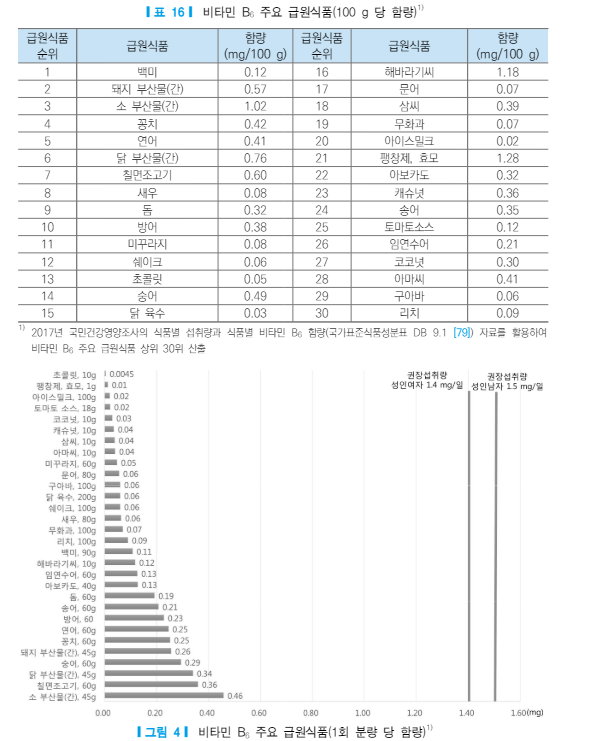 ┃표 16┃ 비타민 B₆ 주요 급원식품(100 g 당 함량)¹⁾
급원식품 순위 급원식품 함량 (mg/100 g) 급원식품 순위 급원식품 함량 (mg/100 g)
1 백미 0.12 16 해바라기씨 1.18
2 돼지 부산물(간) 0.57 17 문어 0.07
3 소 부산물(간) 1.02 18 삼씨 0.39
4 꽁치 0.42 19 무화과 0.07
5 연어 0.41 20 아이스밀크 0.02
6 닭 부산물(간) 0.76 21 팽창제, 효모 1.28
7 칠면조고기 0.60 22 아보카도 0.32
8 새우 0.08 23 캐슈넛 0.36
9 돔 0.32 24 송어 0.35
10 방어 0.38 25 토마토소스 0.12
11 미꾸라지 0.08 26 임연수어 0.21
12 쉐이크 0.06 27 코코넛 0.30
13 초콜릿 0.05 28 아마씨 0.41
14 숭어 0.49 29 구아바 0.06
15 닭 육수 0.03 30 리치 0.09
¹⁾ 2017년 국민건강영양조사의 식품별 섭취량과 식품별 비타민 B₆ 함량(국가표준식품성분표 DB 9.1 [79]) 자료를 활용하여
비타민 B₆ 주요 급원식품 상위 30위 산출
권장섭취량
성인여자 1.4 mg/일
권장섭취량
성인남자 1.5 mg/일
초콜릿, 10g 0.0045
팽창제, 효모, 1g 0.01
아이스밀크, 100g 0.02
토마토 소스, 18g 0.02
코코넛, 10g 0.03
캐슈넛, 10g 0.04
삼씨, 10g 0.04
아마씨, 10g 0.04
미꾸라지, 60g 0.05
문어, 80g 0.06
구아바, 100g 0.06
닭 육수, 200g 0.06
쉐이크, 100g 0.06
새우, 80g 0.06
무화과, 100g 0.07
리치, 100g 0.09
백미, 90g 0.11
해바라기씨, 10g 0.12
임연수어, 60g 0.13
아보카도, 40g 0.13
돔, 60g 0.19
송어, 60g 0.21
방어, 60 0.23
연어, 60g 0.25
꽁치, 60g 0.25
돼지 부산물(간), 45g 0.26
숭어, 60g 0.29
닭 부산물(간), 45g 0.34
칠면조고기, 60g 0.36
소 부산물(간), 45g 0.46
0.00 0.20 0.40 0.60 0.80 1.00 1.20 1.40 1.60(mg)
┃그림 4┃ 비타민 B₆ 주요 급원식품(1회 분량 당 함량)¹⁾